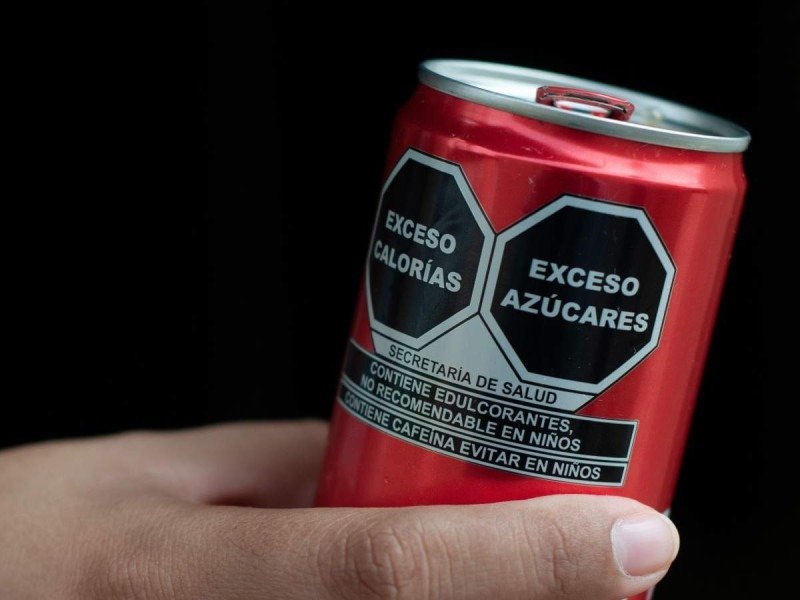 EXCESO
CALORÍAS
EXCESO
AZÚCARES
SECRETARÍA DE SALUD
CONTIENE EDULCORANTES,
NO RECOMENDABLE EN NIÑOS
CONTIENE CAFEÍNA EVITAR EN NIÑOS